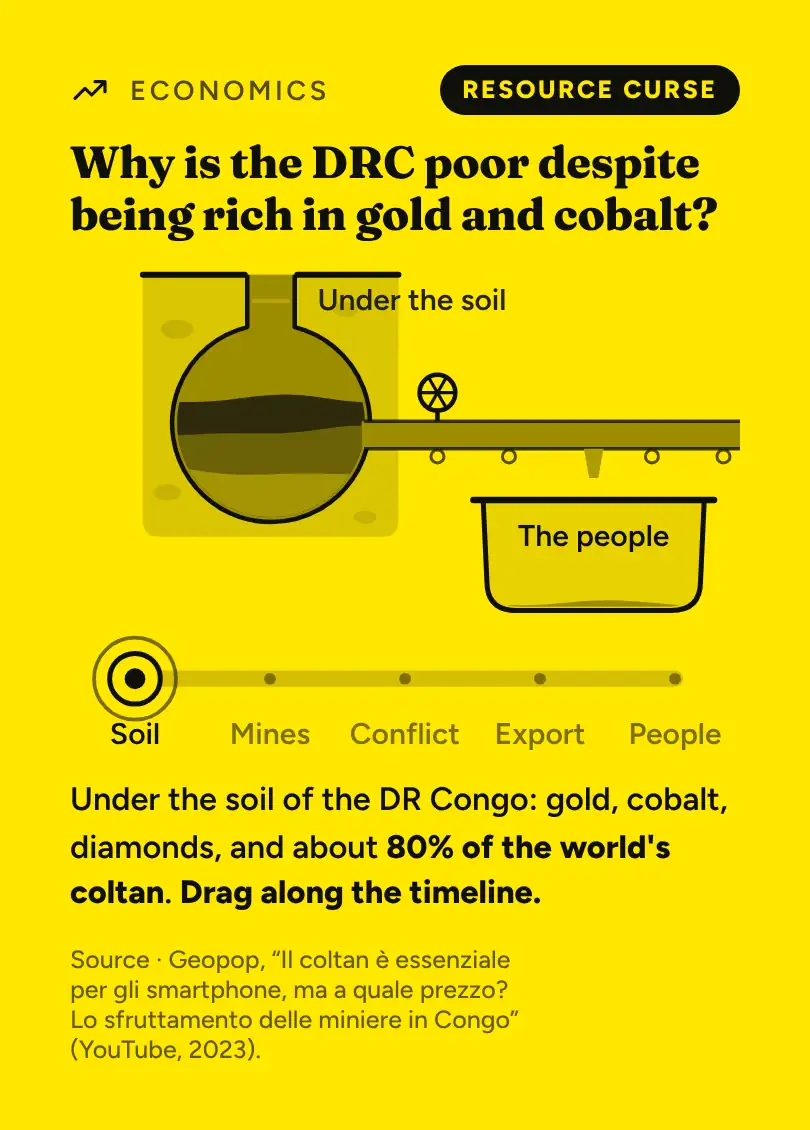 ECONOMICS
RESOURCE CURSE
Why is the DRC poor despite
being rich in gold and cobalt?
Under the soil
The people
Soil
Mines
Conflict
Export
People
Under the soil of the DR Congo: gold, cobalt,
diamonds, and about 80% of the world's
coltan. Drag along the timeline.
Source · Geopop, “Il coltan è essenziale
per gli smartphone, ma a quale prezzo?
Lo sfruttamento delle miniere in Congo”
(YouTube, 2023).